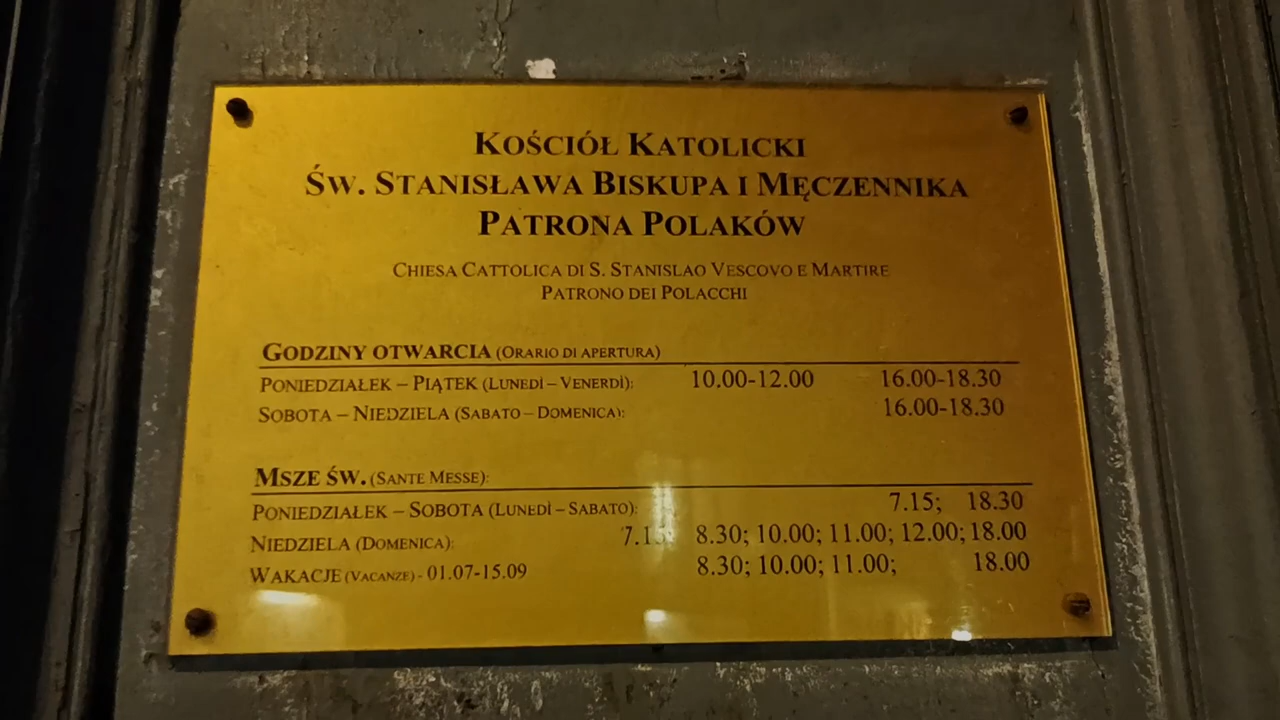 KOŚCIÓŁ KATOLICKI
ŚW. STANISŁAWA BISKUPA I MĘCZENNIKA
PATRONA POLAKÓW
CHIESA CATTOLICA DI S. STANISLAO VESCOVO E MARTIRE
PATRONO DEI POLACCHI
GODZINY OTWARCIA (ORARIO DI APERTURA)
PONIEDZIAŁEK – PIĄTEK (LUNEDÌ – VENERDÌ): 10.00-12.00 16.00-18.30
SOBOTA – NIEDZIELA (SABATO – DOMENICA): 16.00-18.30
MSZE ŚW. (SANTE MESSE):
PONIEDZIAŁEK – SOBOTA (LUNEDÌ – SABATO): 7.15; 18.30
NIEDZIELA (DOMENICA): 7.15; 8.30; 10.00; 11.00; 12.00; 18.00
WAKACJE (VACANZE) - 01.07-15.09 8.30; 10.00; 11.00; 18.00